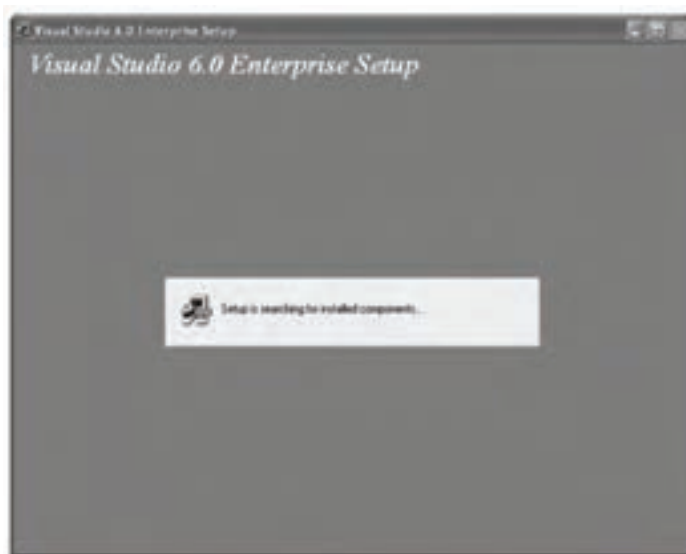 Visual Studio 6.0 Enterprise Setup
Visual Studio 6.0 Enterprise Setup
Setup is searching for installed components...